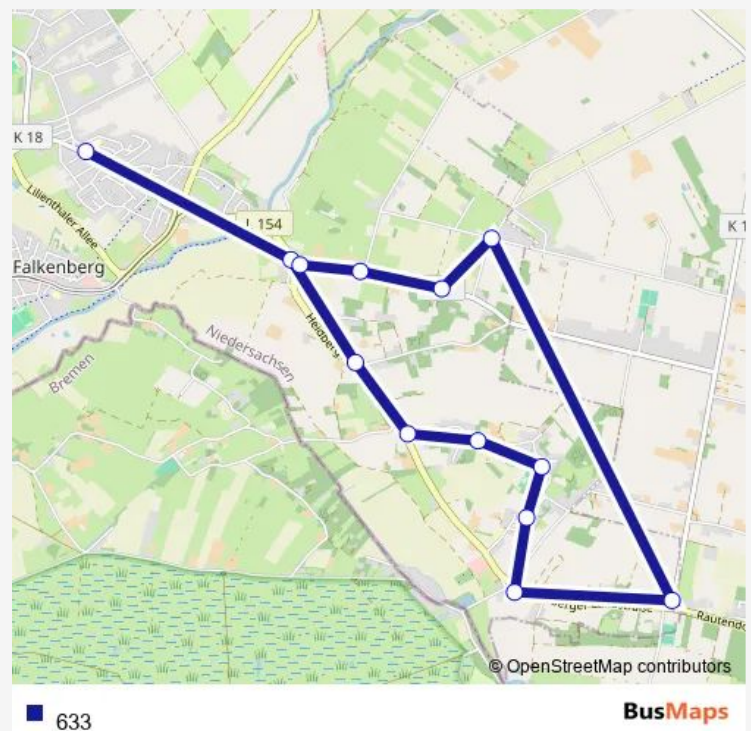 K 18
Lilienthaler Allee
L 154
K 1
Falkenberg
Heidberg
Niedersachsen
Bremen
Rautendo
© OpenStreetMap contributors
633
BusMaps